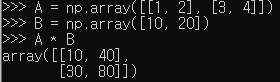 >>> A = np.array([[1, 2], [3, 4]])
>>> B = np.array([10, 20])
>>> A * B
array([[10, 40],
       [30, 80]])